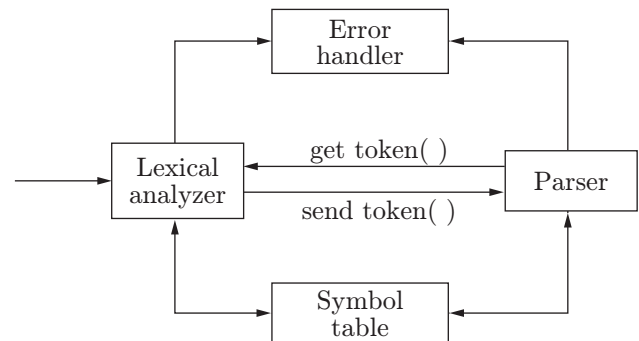 Error
handler
get token( )
Lexical
analyzer
Parser
send token( )
Symbol
table